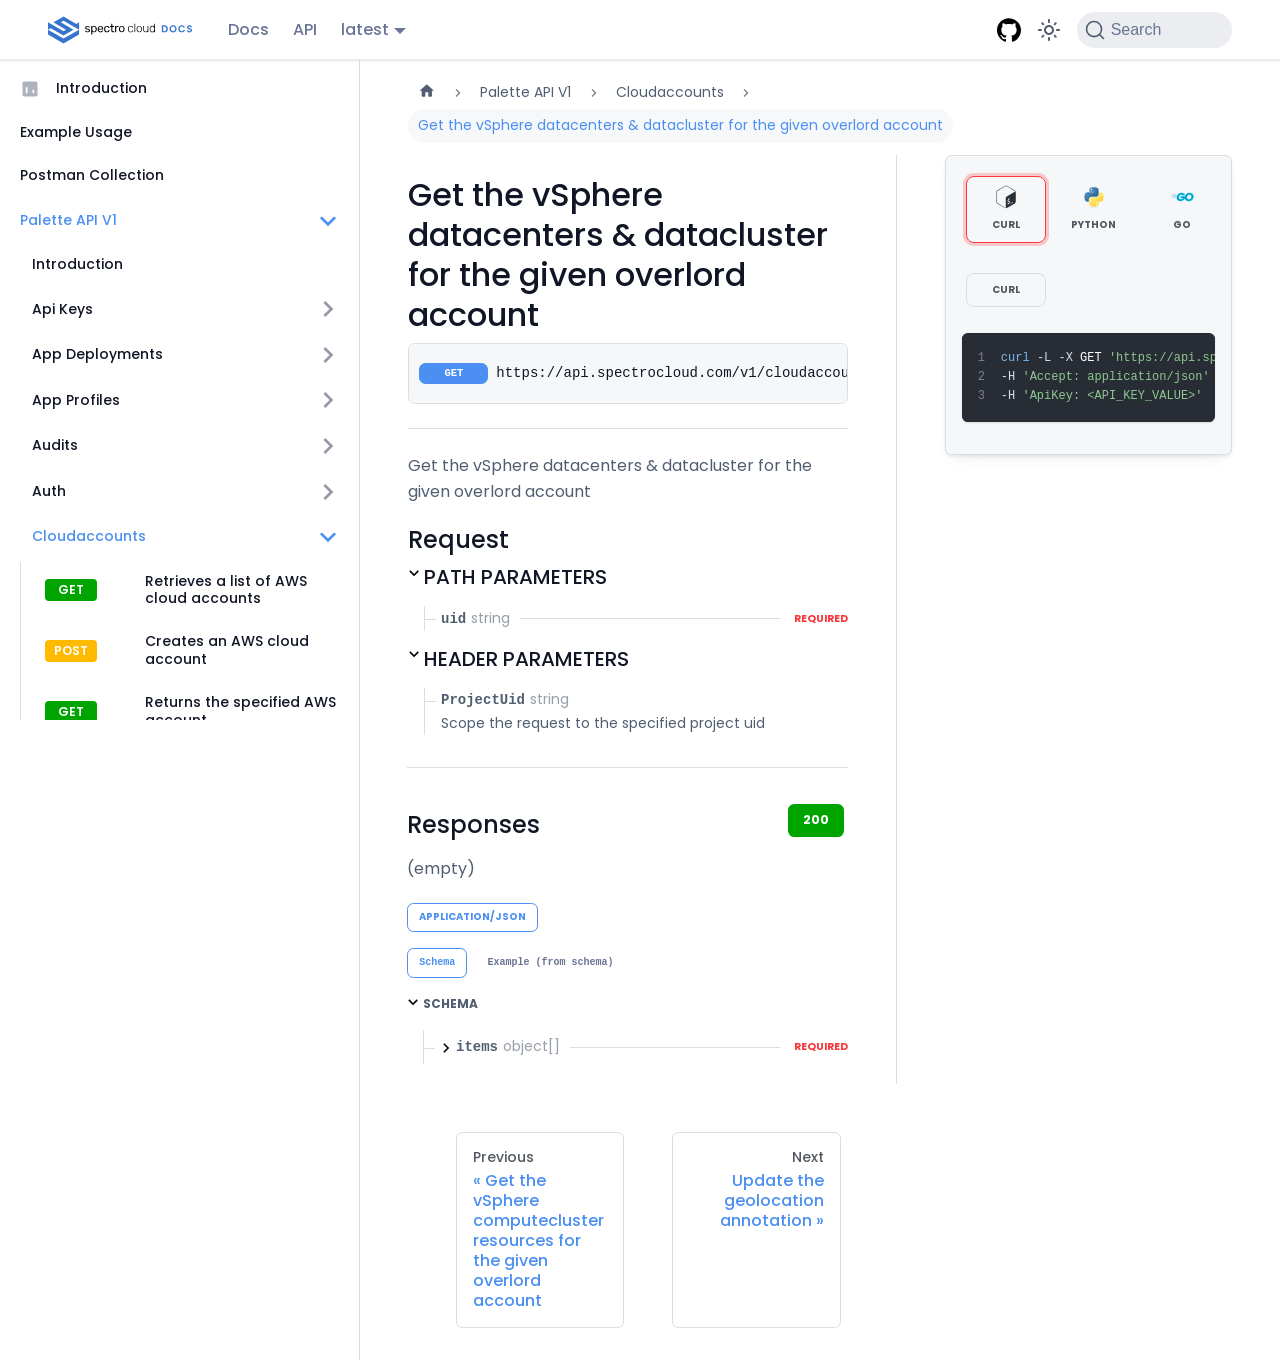 spectro cloud DOCS
Docs API latest
Search
Introduction
Example Usage
Postman Collection
Palette API V1
Introduction
Api Keys
App Deployments
App Profiles
Audits
Auth
Cloudaccounts
GET Retrieves a list of AWS
cloud accounts
POST Creates an AWS cloud
account
GET Returns the specified AWS
account
Palette API V1 Cloudaccounts
Get the vSphere datacenters & datacluster for the given overlord account
Get the vSphere
datacenters & datacluster
for the given overlord
account
GET https://api.spectrocloud.com/v1/cloudaccou
Get the vSphere datacenters & datacluster for the
given overlord account
Request
PATH PARAMETERS
uid string REQUIRED
HEADER PARAMETERS
ProjectUid string
Scope the request to the specified project uid
Responses 200
(empty)
APPLICATION/JSON
Schema Example (from schema)
SCHEMA
items object[] REQUIRED
CURL PYTHON GO
CURL
1 curl -L -X GET 'https://api.sp
2 -H 'Accept: application/json'
3 -H 'ApiKey: <API_KEY_VALUE>'
Previous
« Get the
vSphere
computecluster
resources for
the given
overlord
account
Next
Update the
geolocation
annotation »